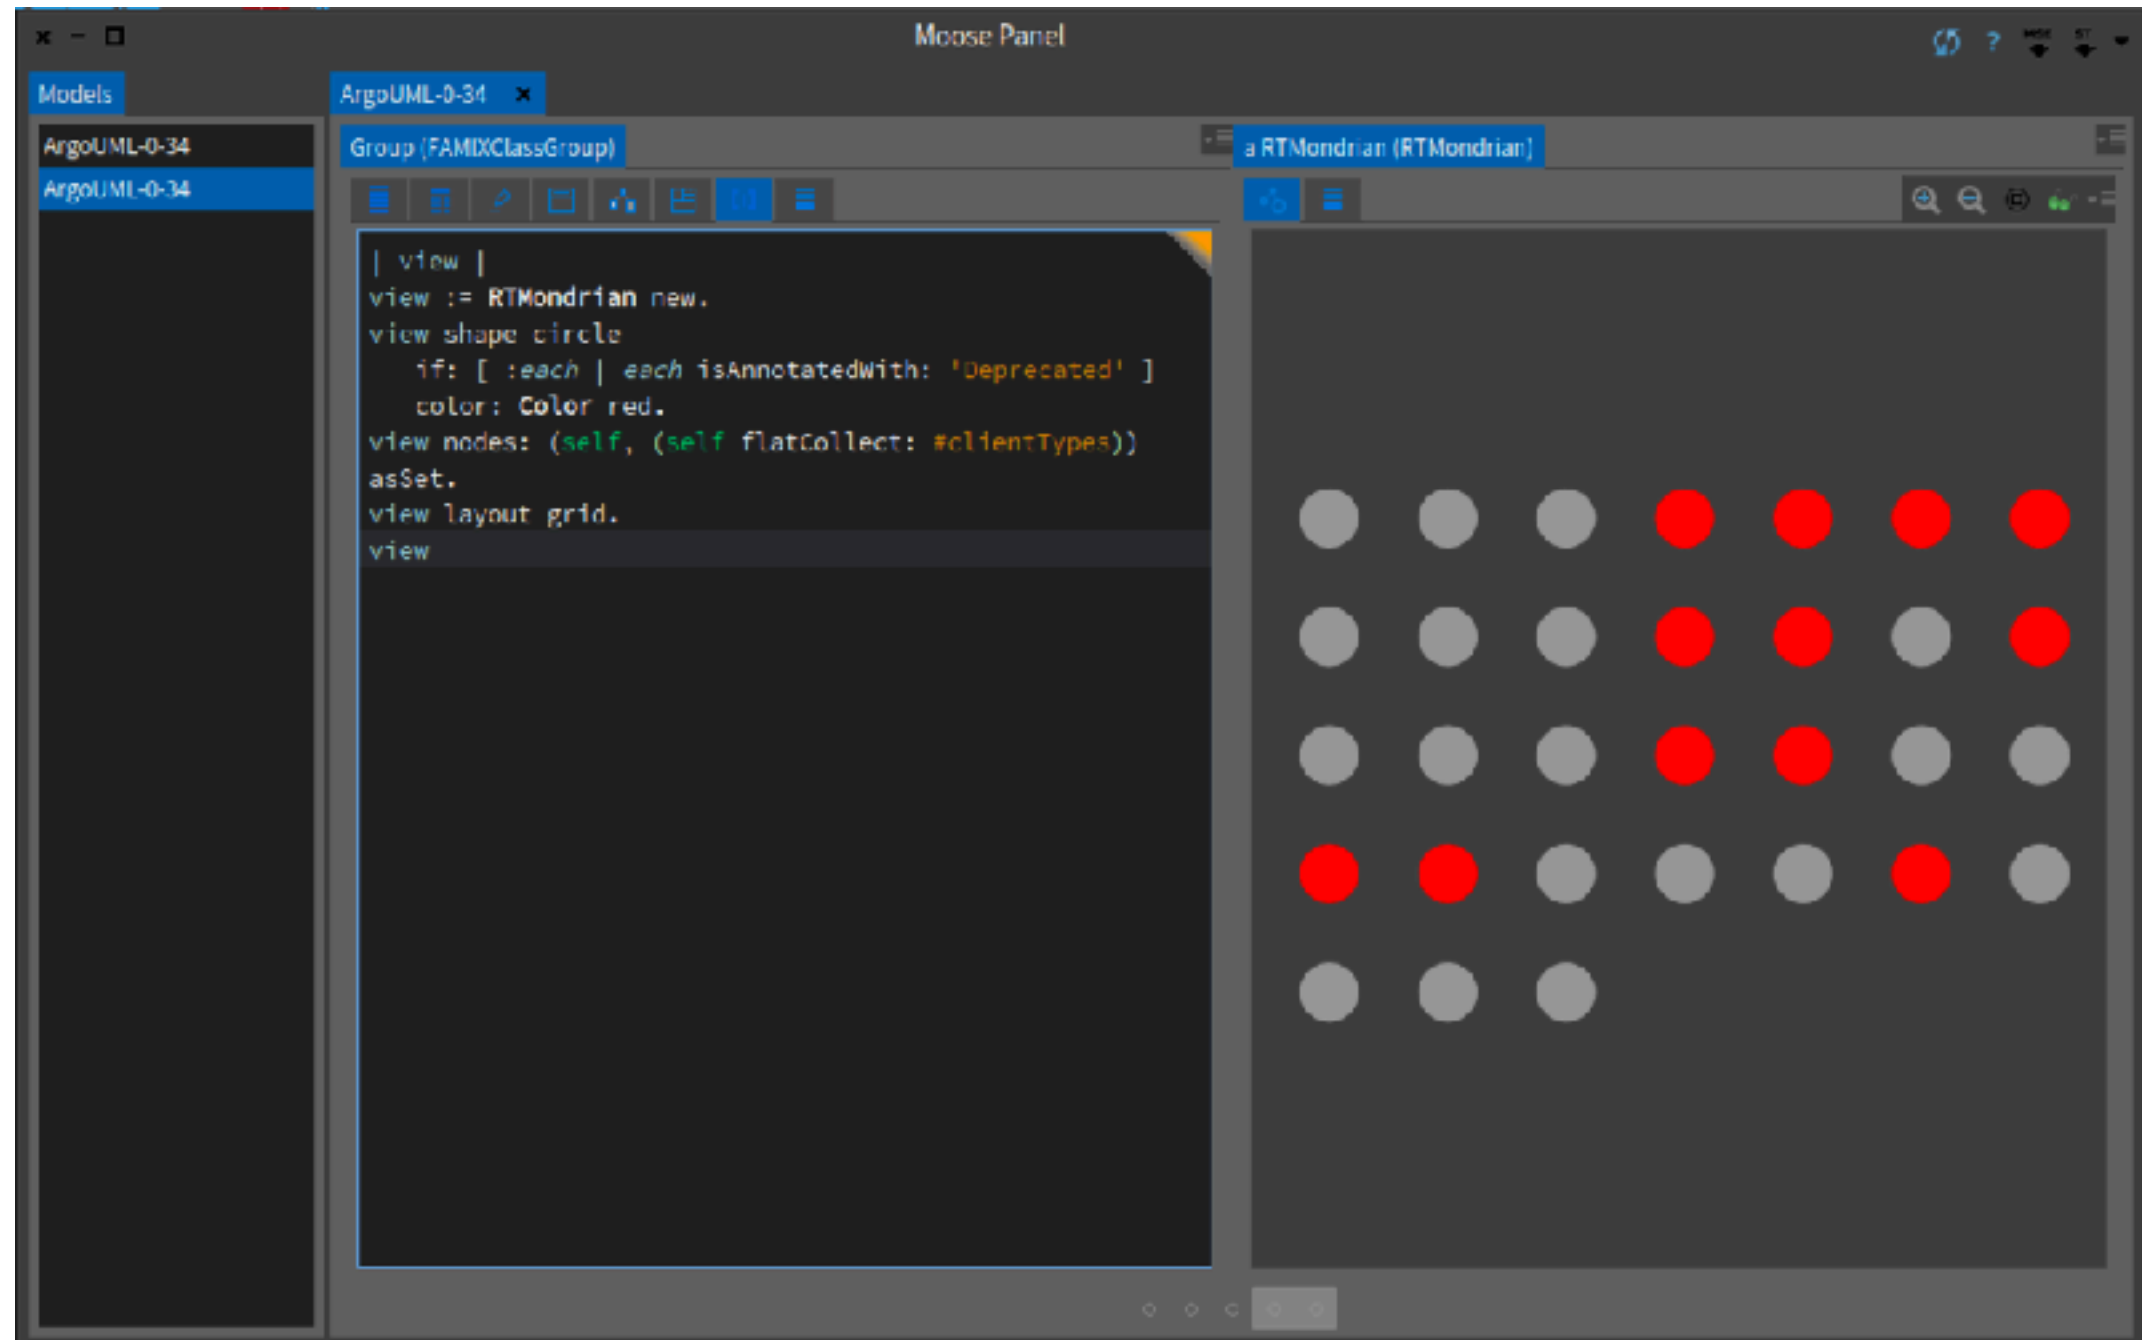 Moose Panel
?
MSE
ST
Models
ArgoUML-0-34
ArgoUML-0-34
ArgoUML-0-34
Group (FAMIXClassGroup)
a RTMondrian (RTMondrian)
| view |
view := RTMondrian new.
view shape circle
if: [ :each | each isAnnotatedWith: 'Deprecated' ]
color: Color red.
view nodes: (self, (self flatCollect: #clientTypes))
asSet.
view layout grid.
view